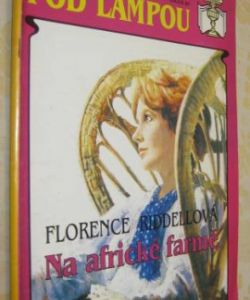 POD LAMPOU
FLORENCE RIDDELLOVÁ
Na africké farmě